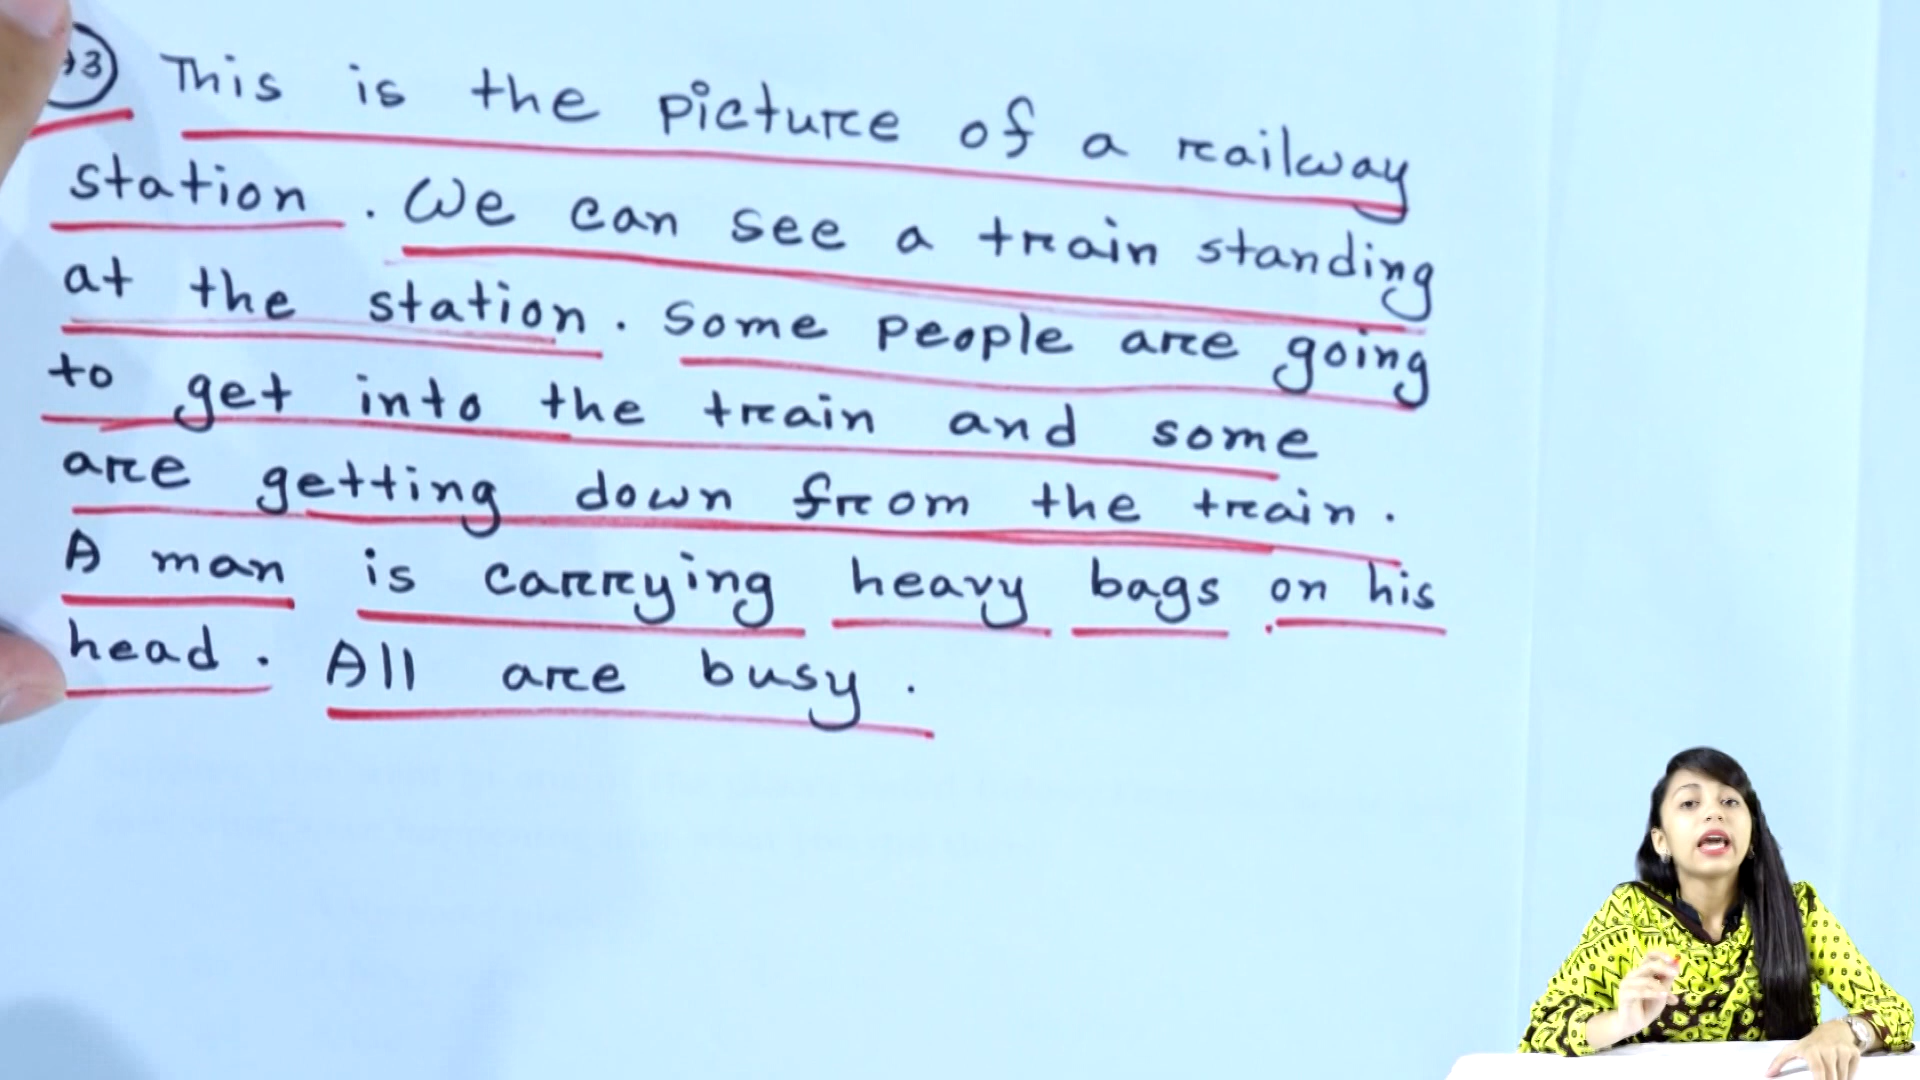 3 This is the picture of a railway
station. We can see a train standing
at the station. Some people are going
to get into the train and some
are getting down from the train.
A man is carrying heavy bags on his
head. All are busy.